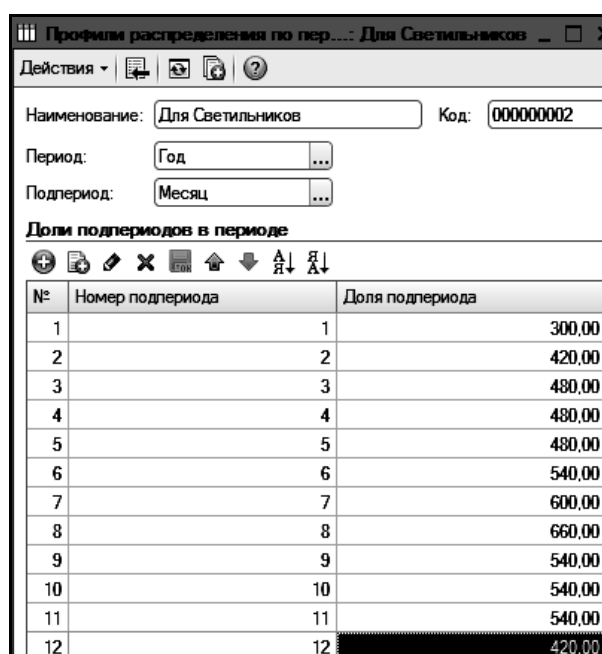 Профили распределения по пер...: Для Светильников
Действия
Наименование: Для Светильников Код: 000000002
Период: Год ...
Подпериод: Месяц ...
Доли подпериодов в периоде
№ Номер подпериода Доля подпериода
1 1 300,00
2 2 420,00
3 3 480,00
4 4 480,00
5 5 480,00
6 6 540,00
7 7 600,00
8 8 660,00
9 9 540,00
10 10 540,00
11 11 540,00
12 12 420,00